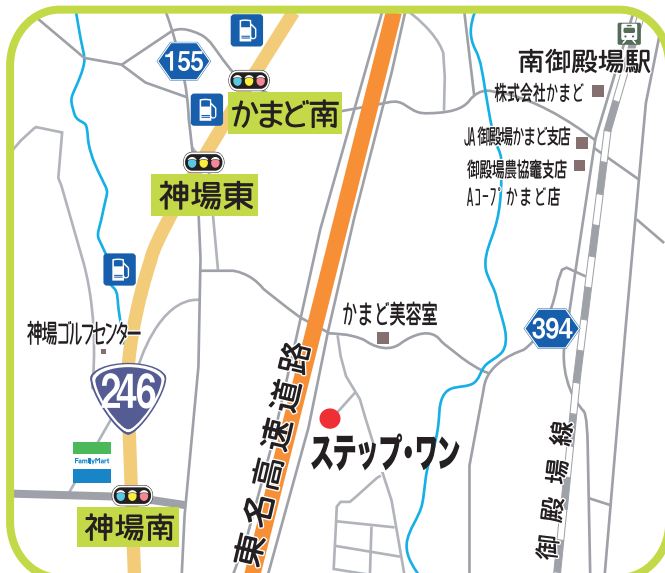 155
かまど南
神場東
南御殿場駅
株式会社かまど
JA御殿場かまど支店
御殿場農協竈支店
Aコープかまど店
かまど美容室
394
神場ゴルフセンター
246
FamilyMart
神場南
東名高速道路
ステップ・ワン
御殿場線